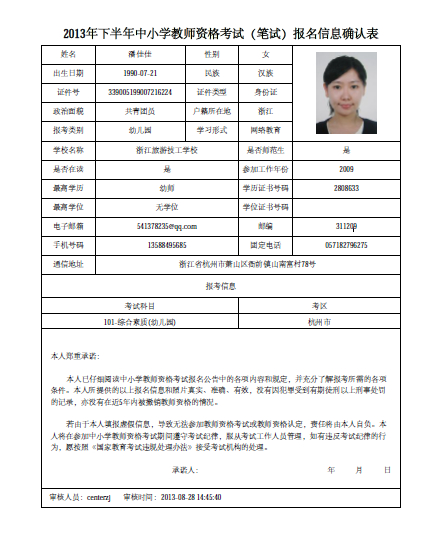 2013年下半年中小学教师资格考试（笔试）报名信息确认表
姓名 潘佳佳 性别 女
出生日期 1990-07-21 民族 汉族
证件号 339005199007216224 证件类型 身份证
政治面貌 共青团员 户籍所在地 浙江
报考类别 幼儿园 学习形式 网络教育
学校名称 浙江旅游技工学校 是否师范生 是
是否在读 是 参加工作年份 2009
最高学历 幼师 学历证书号码 2808633
最高学位 无学位 学位证书号码
电子邮箱 541378235@qq.com 邮编 311209
手机号码 13588495685 固定电话 057182796275
通信地址 浙江省杭州市萧山区衙前镇山南富村78号
报考信息
考试科目 考区
101-综合素质(幼儿园) 杭州市
本人郑重承诺：
本人已仔细阅读中小学教师资格考试报名公告中的各项内容和规定，并充分了解报考所需的各项
条件。本人所提供的以上报名信息和照片真实、准确、有效，没有因犯罪受到有期徒刑以上刑事处罚
的记录，亦没有在近5年内被撤销教师资格的情况。
若由于本人填报虚假信息，导致无法参加教师资格考试或教师资格认定，责任将由本人自负。本
人将在参加中小学教师资格考试期间遵守考试纪律，服从考试工作人员管理，如有违反考试纪律的行
为，愿按照《国家教育考试违规处理办法》接受考试机构的处理。
承诺人： 年 月 日
审核人员：centerzj 审核时间：2013-08-28 14:45:40